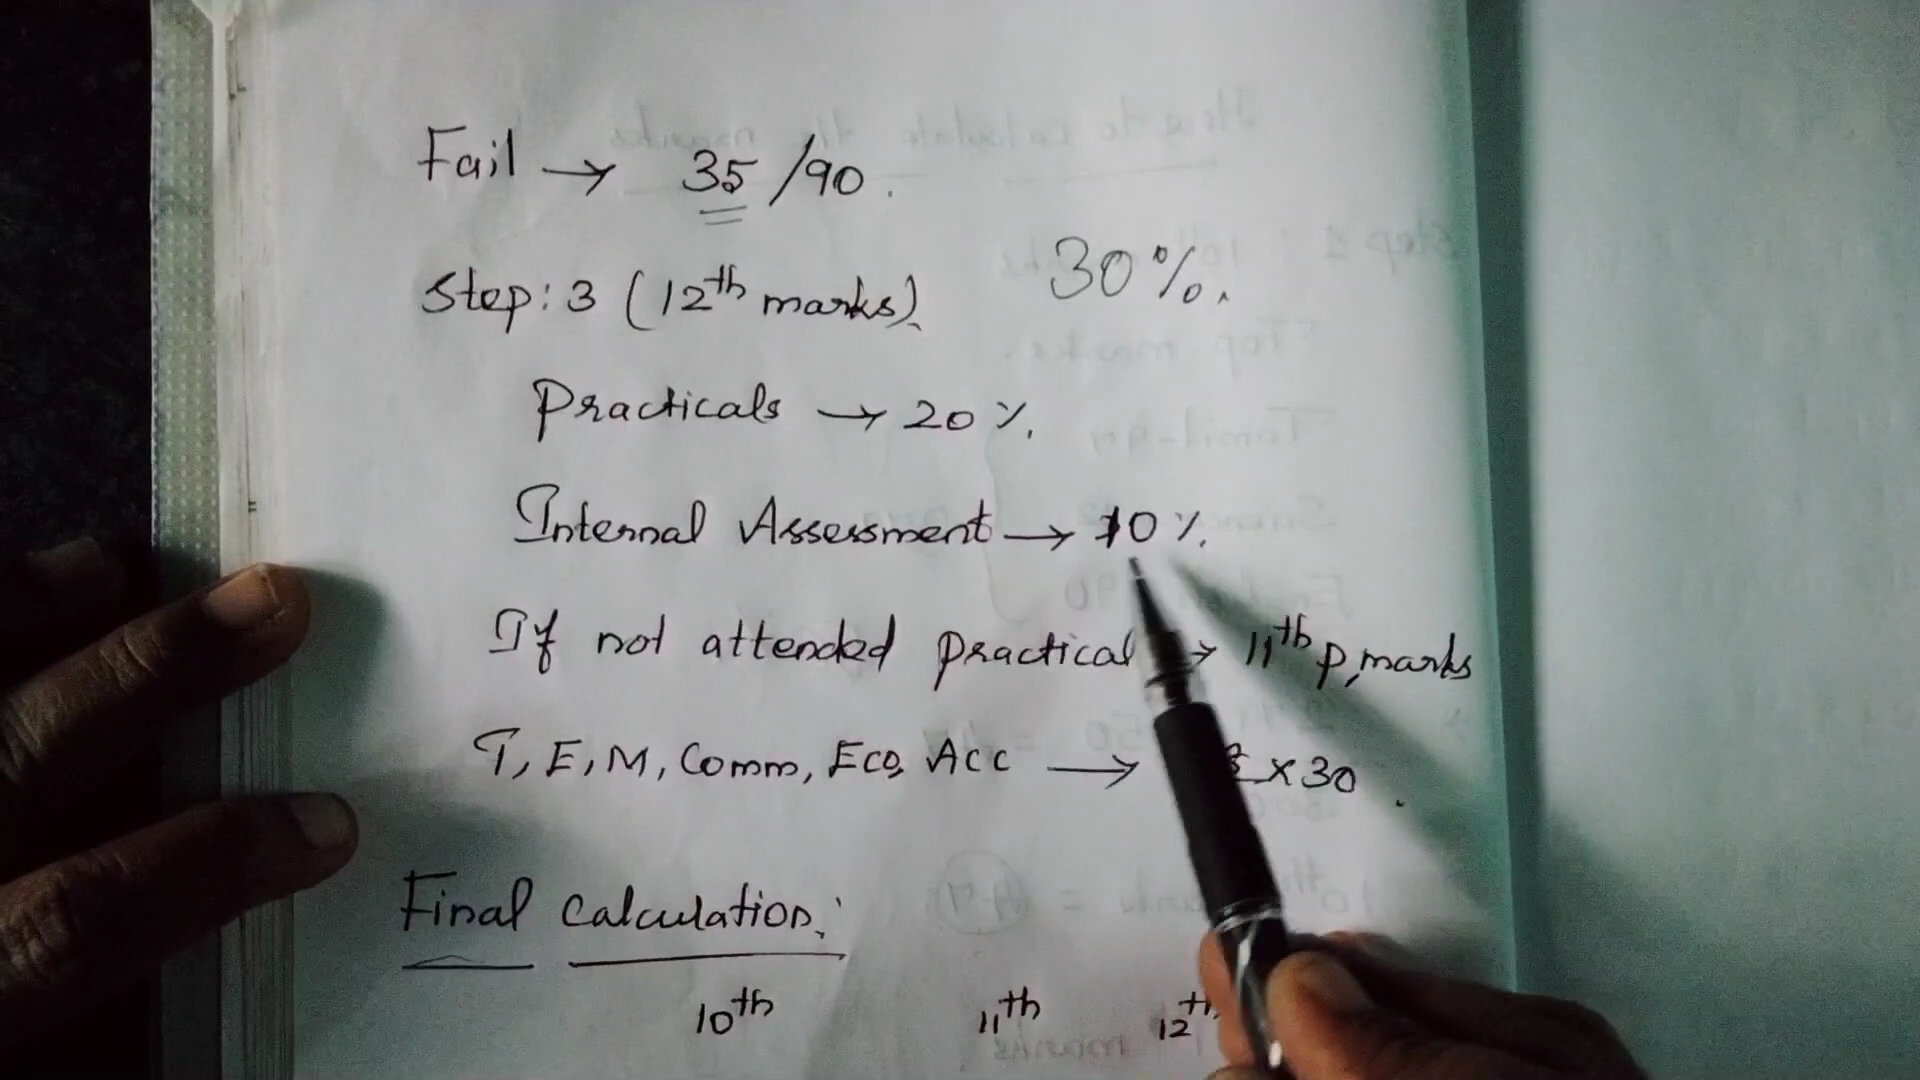 Fail → 35/90.
Step: 3 (12th marks). 30%.
Practicals → 20%.
Internal Assessment → 10%.
If not attended practical → 11th p, marks
T, E, M, Comm, Eco, Acc → x30.
Final Calculation:
10th 11th 12th